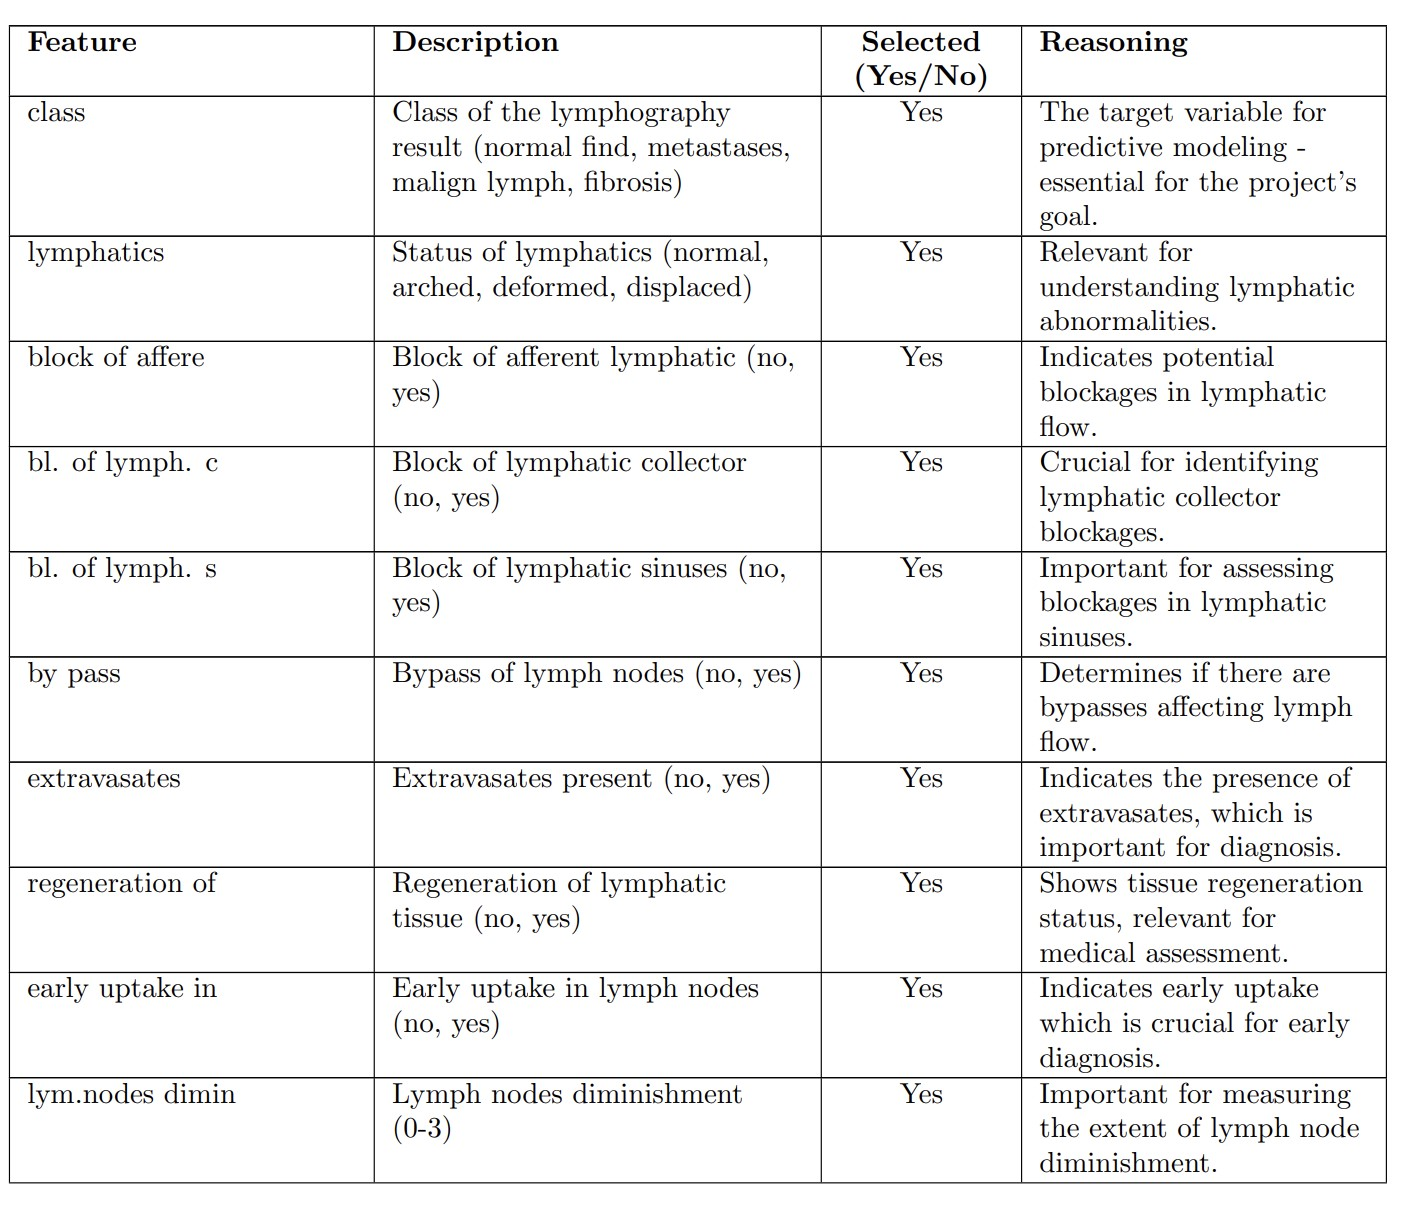 Feature Description Selected Reasoning
(Yes/No)
class Class of the lymphography Yes The target variable for
result (normal find, metastases, predictive modeling -
malign lymph, fibrosis) essential for the project's
goal.
lymphatics Status of lymphatics (normal, Yes Relevant for
arched, deformed, displaced) understanding lymphatic
abnormalities.
block of affere Block of afferent lymphatic (no, Yes Indicates potential
yes) blockages in lymphatic
flow.
bl. of lymph. c Block of lymphatic collector Yes Crucial for identifying
(no, yes) lymphatic collector
blockages.
bl. of lymph. s Block of lymphatic sinuses (no, Yes Important for assessing
yes) blockages in lymphatic
sinuses.
by pass Bypass of lymph nodes (no, yes) Yes Determines if there are
bypasses affecting lymph
flow.
extravasates Extravasates present (no, yes) Yes Indicates the presence of
extravasates, which is
important for diagnosis.
regeneration of Regeneration of lymphatic Yes Shows tissue regeneration
tissue (no, yes) status, relevant for
medical assessment.
early uptake in Early uptake in lymph nodes Yes Indicates early uptake
(no, yes) which is crucial for early
diagnosis.
lym.nodes dimin Lymph nodes diminishment Yes Important for measuring
(0-3) the extent of lymph node
diminishment.